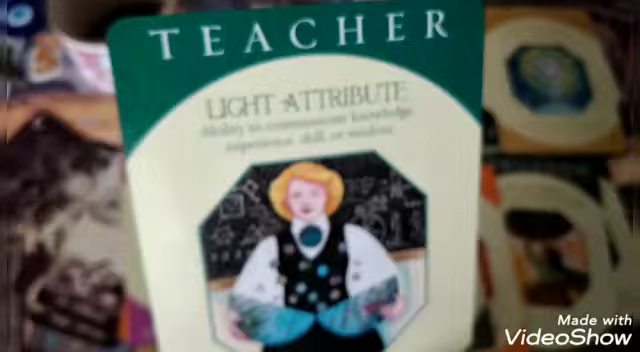 TEACHER
LIGHT ATTRIBUTE
Ability to communicate knowledge,
experience, skill, or wisdom
Made with
VideoShow